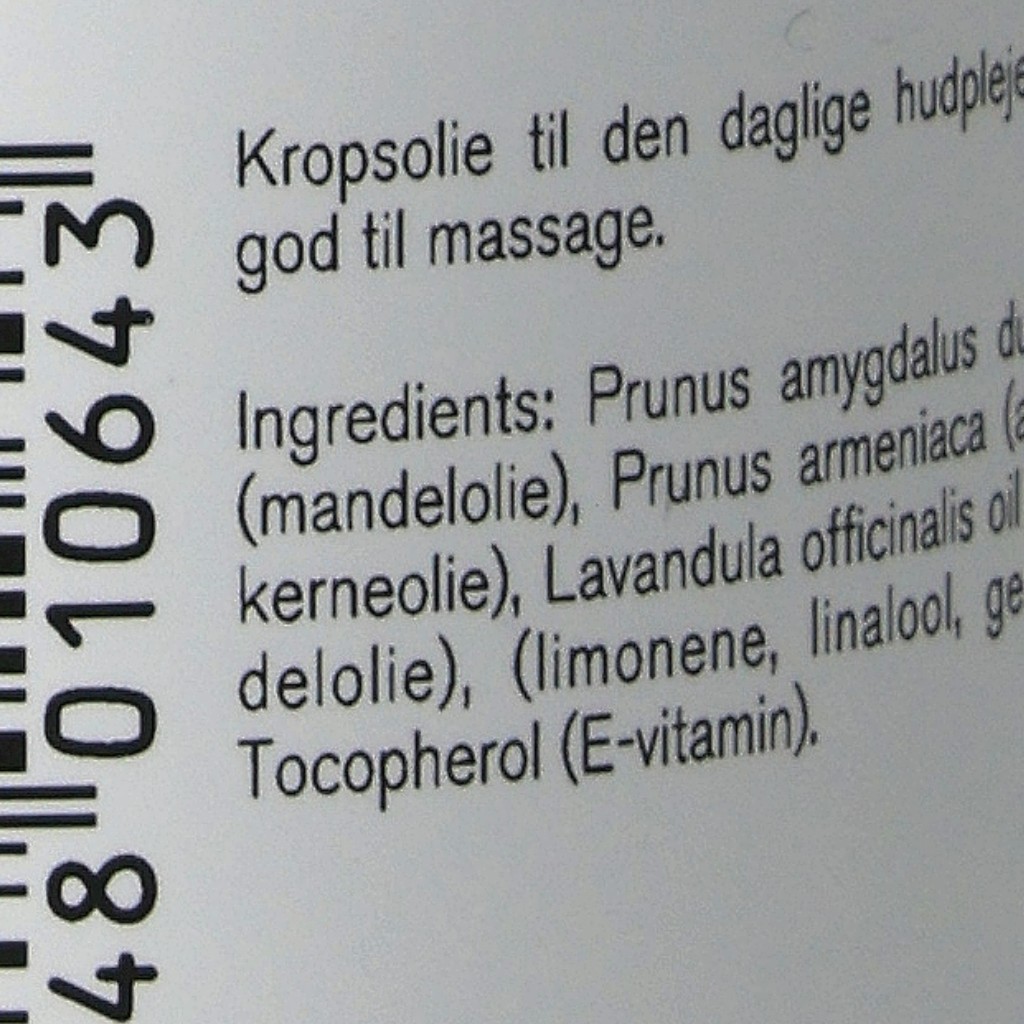 Kropsolie til den daglige hudpleje
god til massage.
Ingredients: Prunus amygdalus
(mandelolie), Prunus armeniaca
kerneolie), Lavandula officinalis oil
delolie), (limonene, linalool,
Tocopherol (E-vitamin).
48 010643